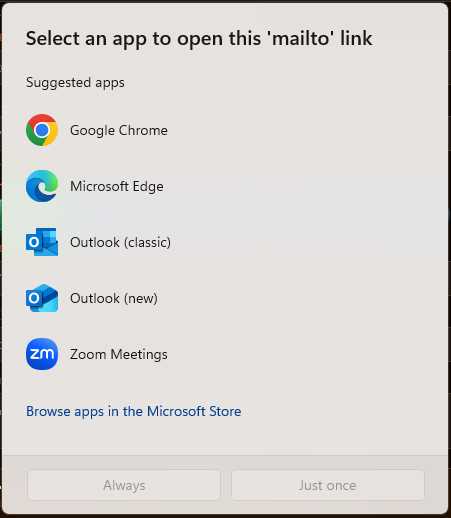 Select an app to open this 'mailto' link
Suggested apps
Google Chrome
Microsoft Edge
Outlook (classic)
Outlook (new)
zm Zoom Meetings
Browse apps in the Microsoft Store
Always Just once